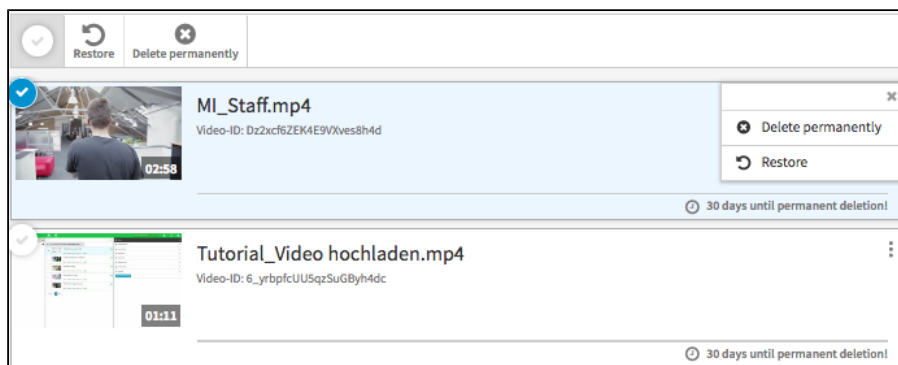 Restore
Delete permanently
MI_Staff.mp4
Video-ID: Dz2xcf6ZEK4E9VXves8h4d
02:58
Delete permanently
Restore
30 days until permanent deletion!
Tutorial_Video hochladen.mp4
Video-ID: 6_yrbpfcUU5qzSuGByh4dc
01:11
30 days until permanent deletion!